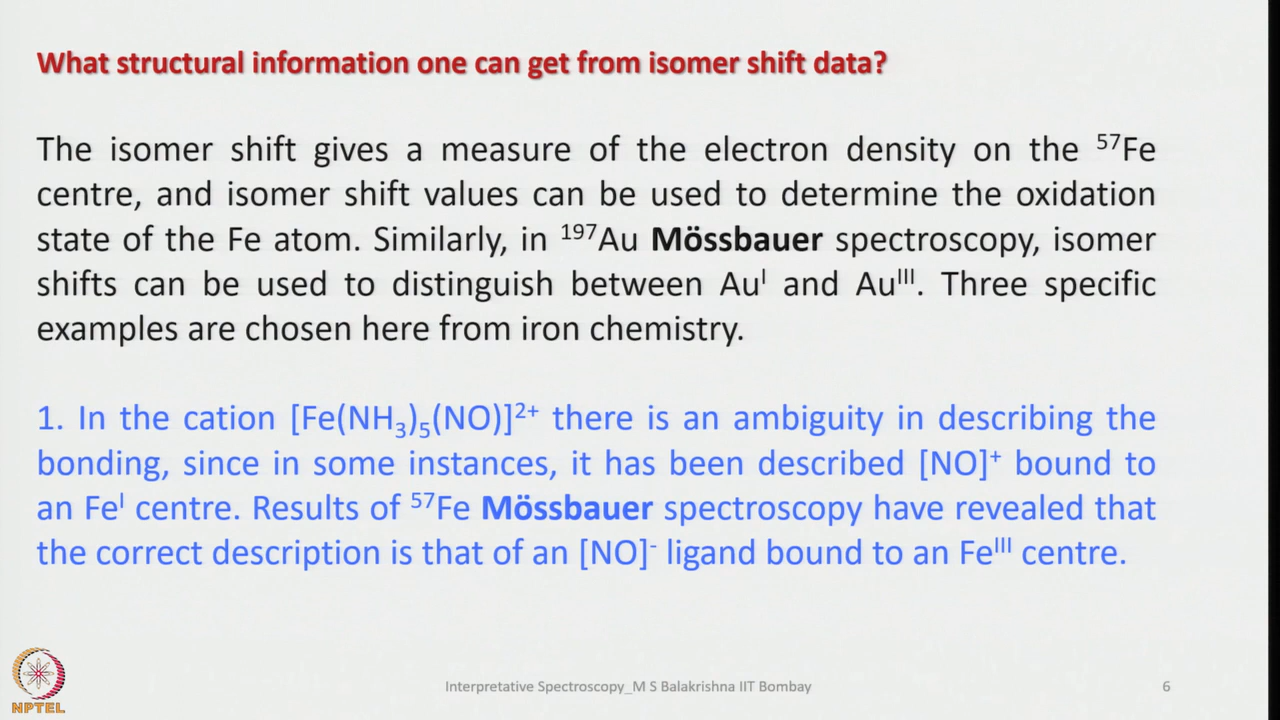 What structural information one can get from isomer shift data?
The isomer shift gives a measure of the electron density on the ⁵⁷Fe
centre, and isomer shift values can be used to determine the oxidation
state of the Fe atom. Similarly, in ¹⁹⁷Au Mössbauer spectroscopy, isomer
shifts can be used to distinguish between Auᴵ and Auᴵᴵᴵ. Three specific
examples are chosen here from iron chemistry.
1. In the cation [Fe(NH₃)₅(NO)]²⁺ there is an ambiguity in describing the
bonding, since in some instances, it has been described [NO]⁺ bound to
an Feᴵ centre. Results of ⁵⁷Fe Mössbauer spectroscopy have revealed that
the correct description is that of an [NO]⁻ ligand bound to an Feᴵᴵᴵ centre.
NPTEL
Interpretative Spectroscopy_M S Balakrishna IIT Bombay
6